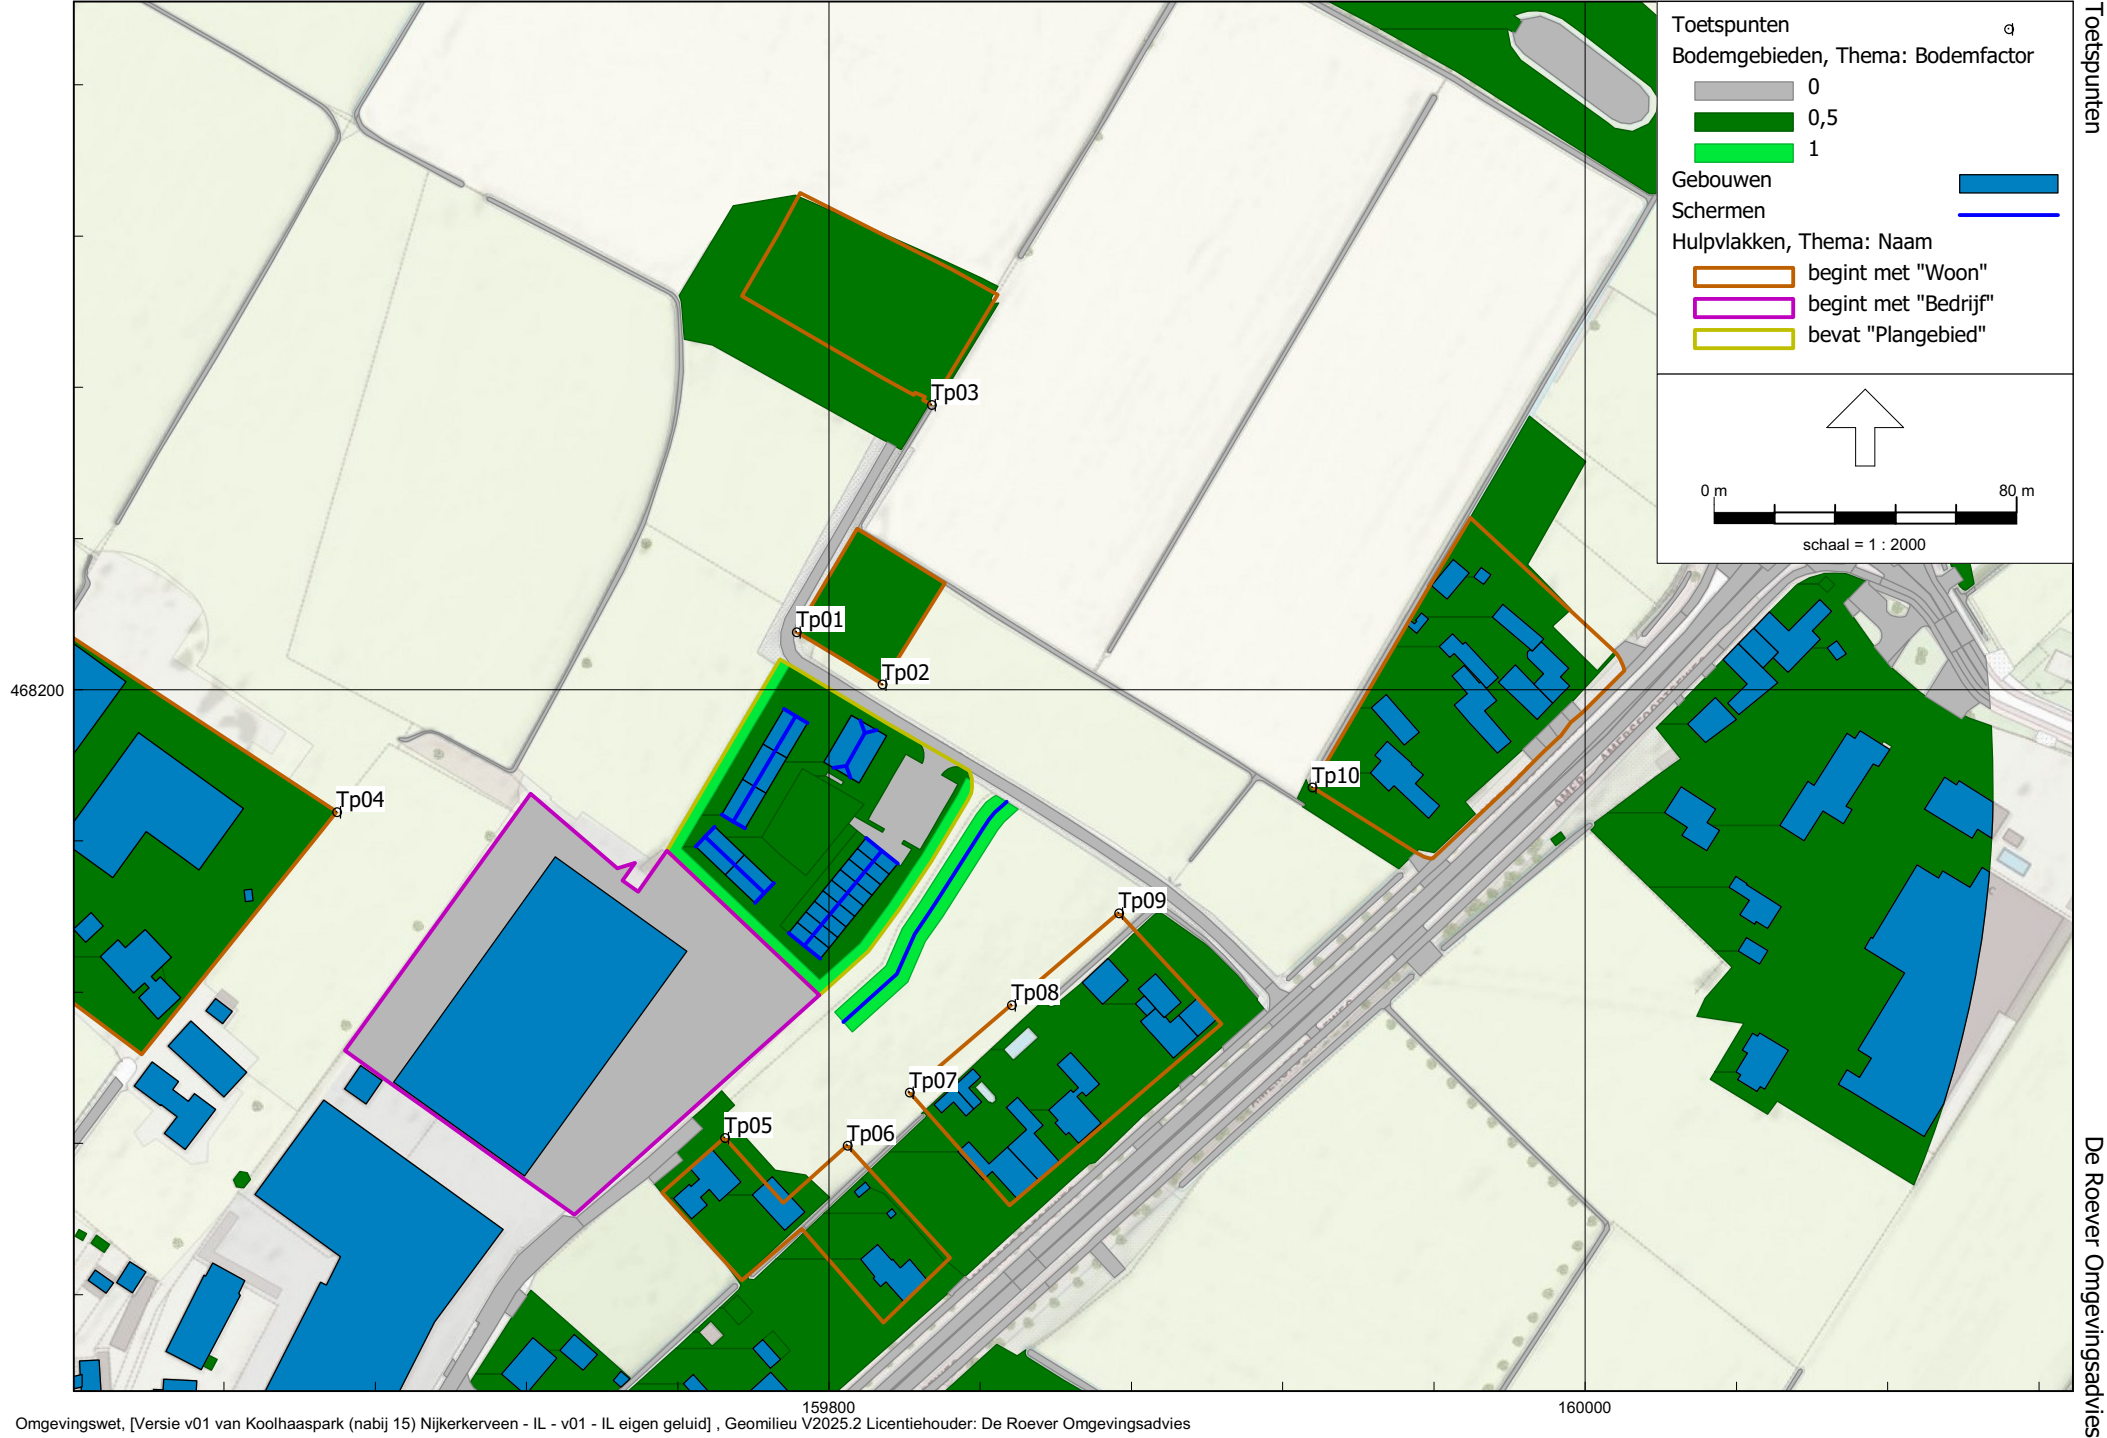 Toetspunten
Bodemgebieden, Thema: Bodemfactor
0
0,5
1
Gebouwen
Schermen
Hulpvlakken, Thema: Naam
begint met "Woon"
begint met "Bedrijf"
bevat "Plangebied"
0 m 80 m
schaal = 1 : 2000
Toetspunten
Tp03
Tp01
Tp02
468200
Tp10
Tp04
Tp09
Tp08
Tp07
Tp05
Tp06
De Roever Omgevingsadvies
159800 160000
Omgevingswet, [Versie v01 van Koolhaaspark (nabij 15) Nijkerkerveen - IL - v01 - IL eigen geluid] , Geomilieu V2025.2 Licentiehouder: De Roever Omgevingsadvies